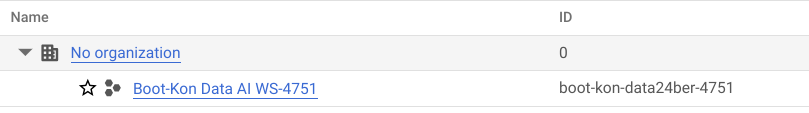 Name ID
No organization 0
Boot-Kon Data AI WS-4751 boot-kon-data24ber-4751